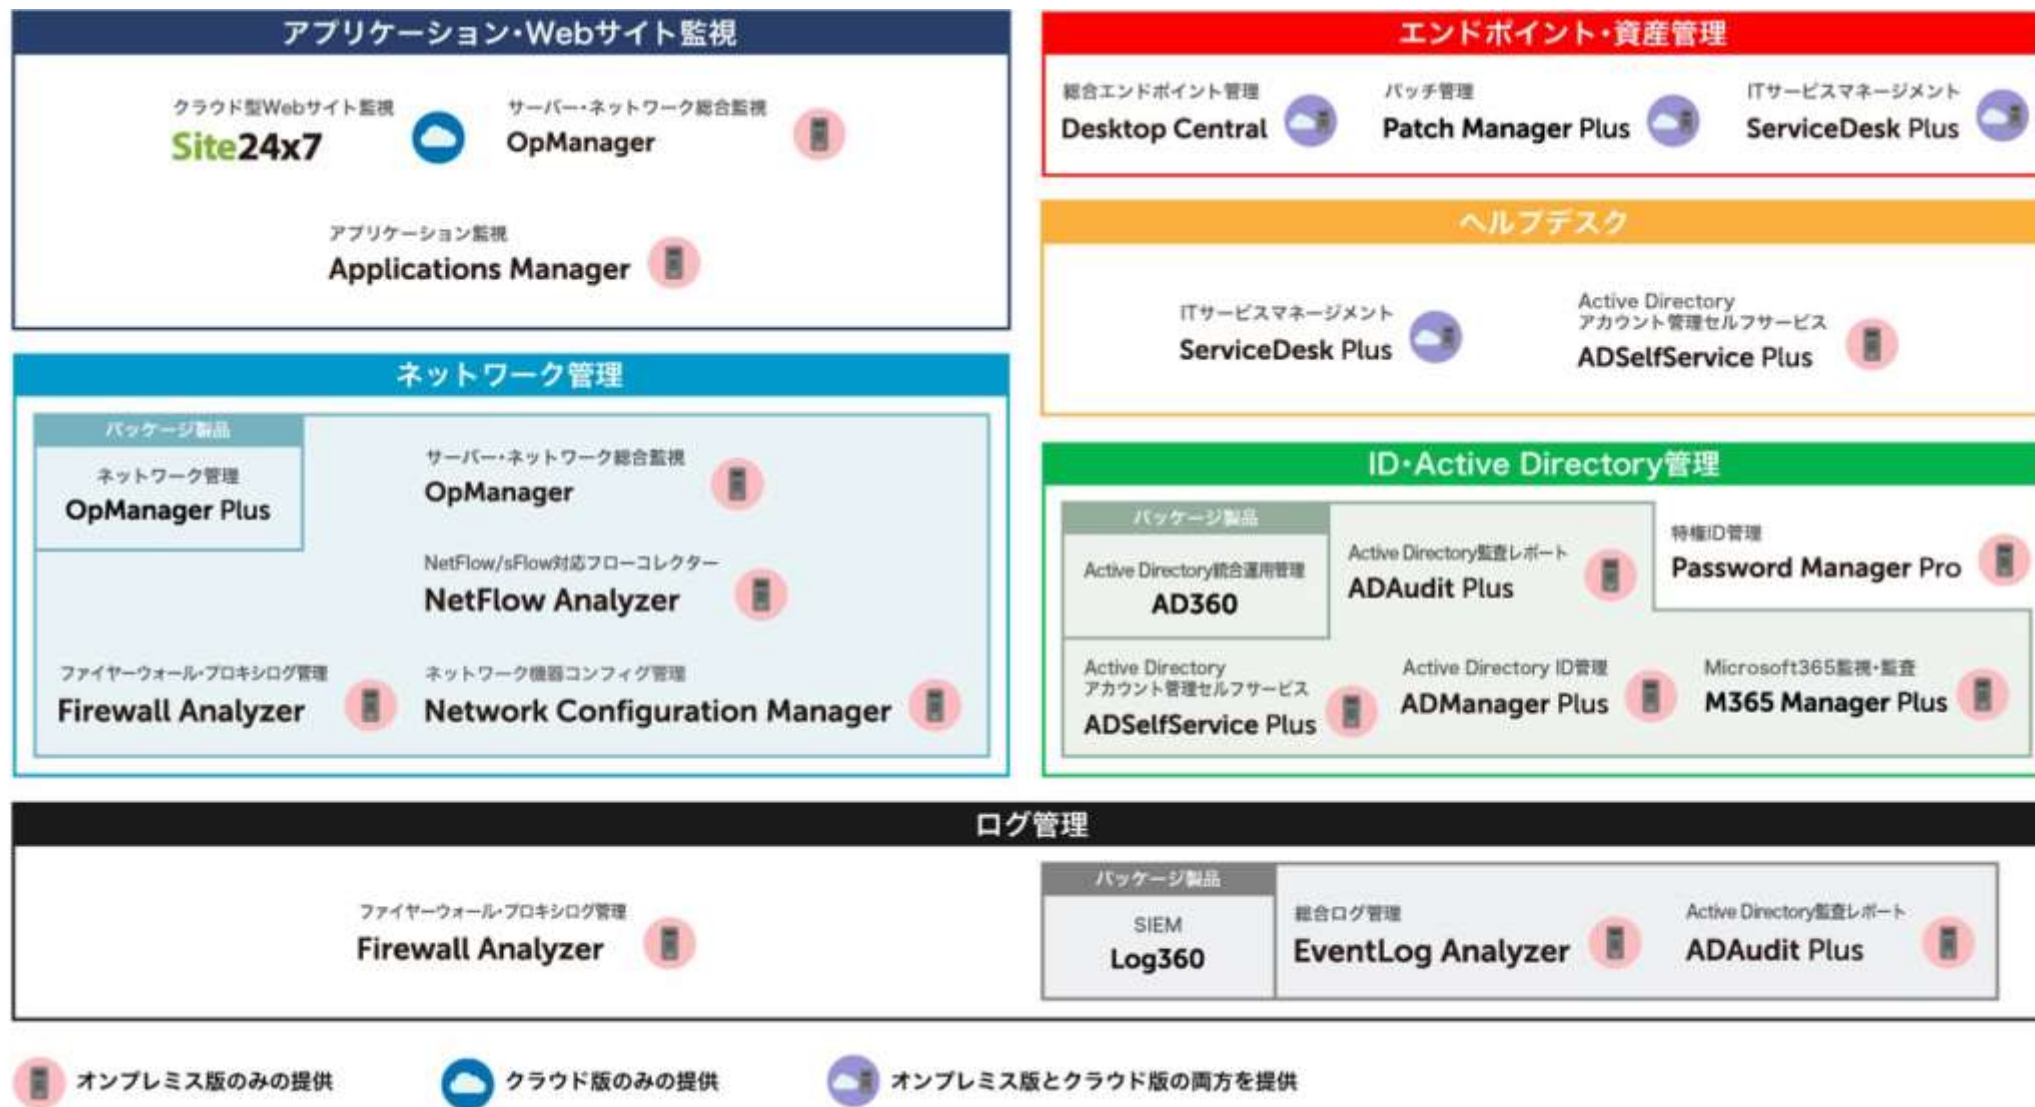 アプリケーション・Webサイト監視
クラウド型Webサイト監視
Site24x7
サーバー・ネットワーク総合監視
OpManager
アプリケーション監視
Applications Manager
ネットワーク管理
パッケージ製品
ネットワーク管理
OpManager Plus
サーバー・ネットワーク総合監視
OpManager
NetFlow/sFlow対応フローコレクター
NetFlow Analyzer
ファイヤーウォール・プロキシログ管理
Firewall Analyzer
ネットワーク機器コンフィグ管理
Network Configuration Manager
エンドポイント・資産管理
総合エンドポイント管理
Desktop Central
パッチ管理
Patch Manager Plus
ITサービスマネージメント
ServiceDesk Plus
ヘルプデスク
ITサービスマネージメント
ServiceDesk Plus
Active Directory
アカウント管理セルフサービス
ADSelfService Plus
ID・Active Directory管理
パッケージ製品
Active Directory統合運用管理
AD360
Active Directory監査レポート
ADAudit Plus
特権ID管理
Password Manager Pro
Active Directory
アカウント管理セルフサービス
ADSelfService Plus
Active Directory ID管理
ADManager Plus
Microsoft365監視・監査
M365 Manager Plus
ログ管理
ファイヤーウォール・プロキシログ管理
Firewall Analyzer
パッケージ製品
SIEM
Log360
総合ログ管理
EventLog Analyzer
Active Directory監査レポート
ADAudit Plus
オンプレミス版のみの提供
クラウド版のみの提供
オンプレミス版とクラウド版の両方を提供